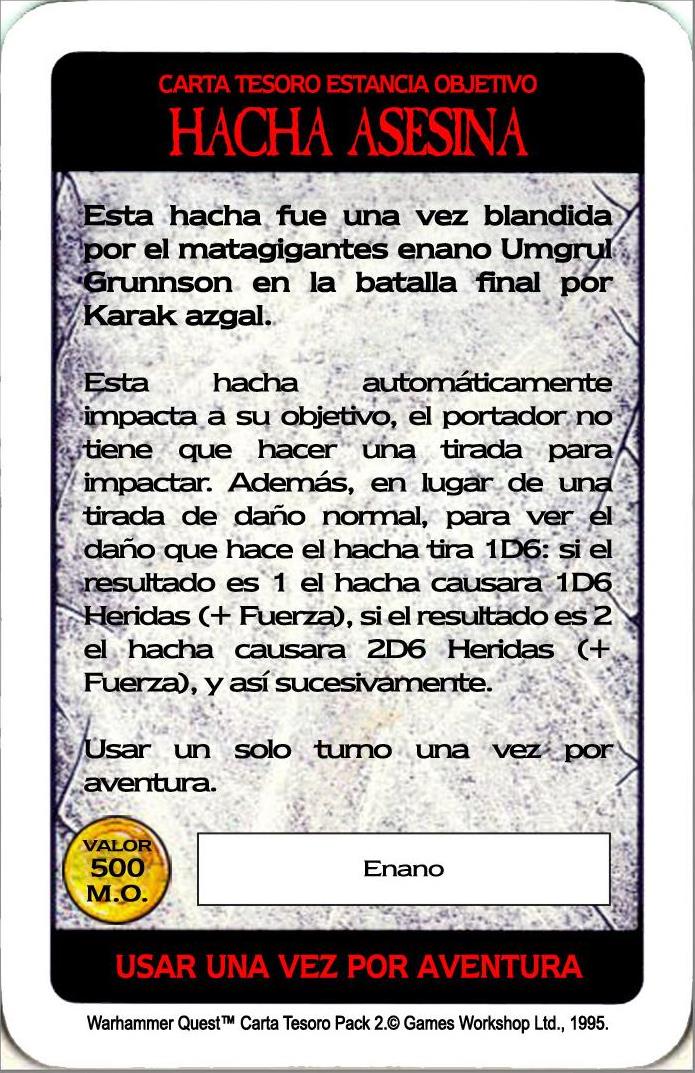 CARTA TESORO ESTANCIA OBJETIVO
HACHA ASESINA
Esta hacha fue una vez blandida
por el matagigantes enano Umgrul
Grunnson en la batalla final por
Karak azgal.
Esta hacha automáticamente
impacta a su objetivo, el portador no
tiene que hacer una tirada para
impactar. Además, en lugar de una
tirada de daño normal, para ver el
daño que hace el hacha tira 1D6: si el
resultado es 1 el hacha causara 1D6
Heridas (+ Fuerza), si el resultado es 2
el hacha causara 2D6 Heridas (+
Fuerza), y así sucesivamente.
Usar un solo turno una vez por
aventura.
VALOR
500
M.O.
Enano
USAR UNA VEZ POR AVENTURA
Warhammer Quest™ Carta Tesoro Pack 2.© Games Workshop Ltd., 1995.